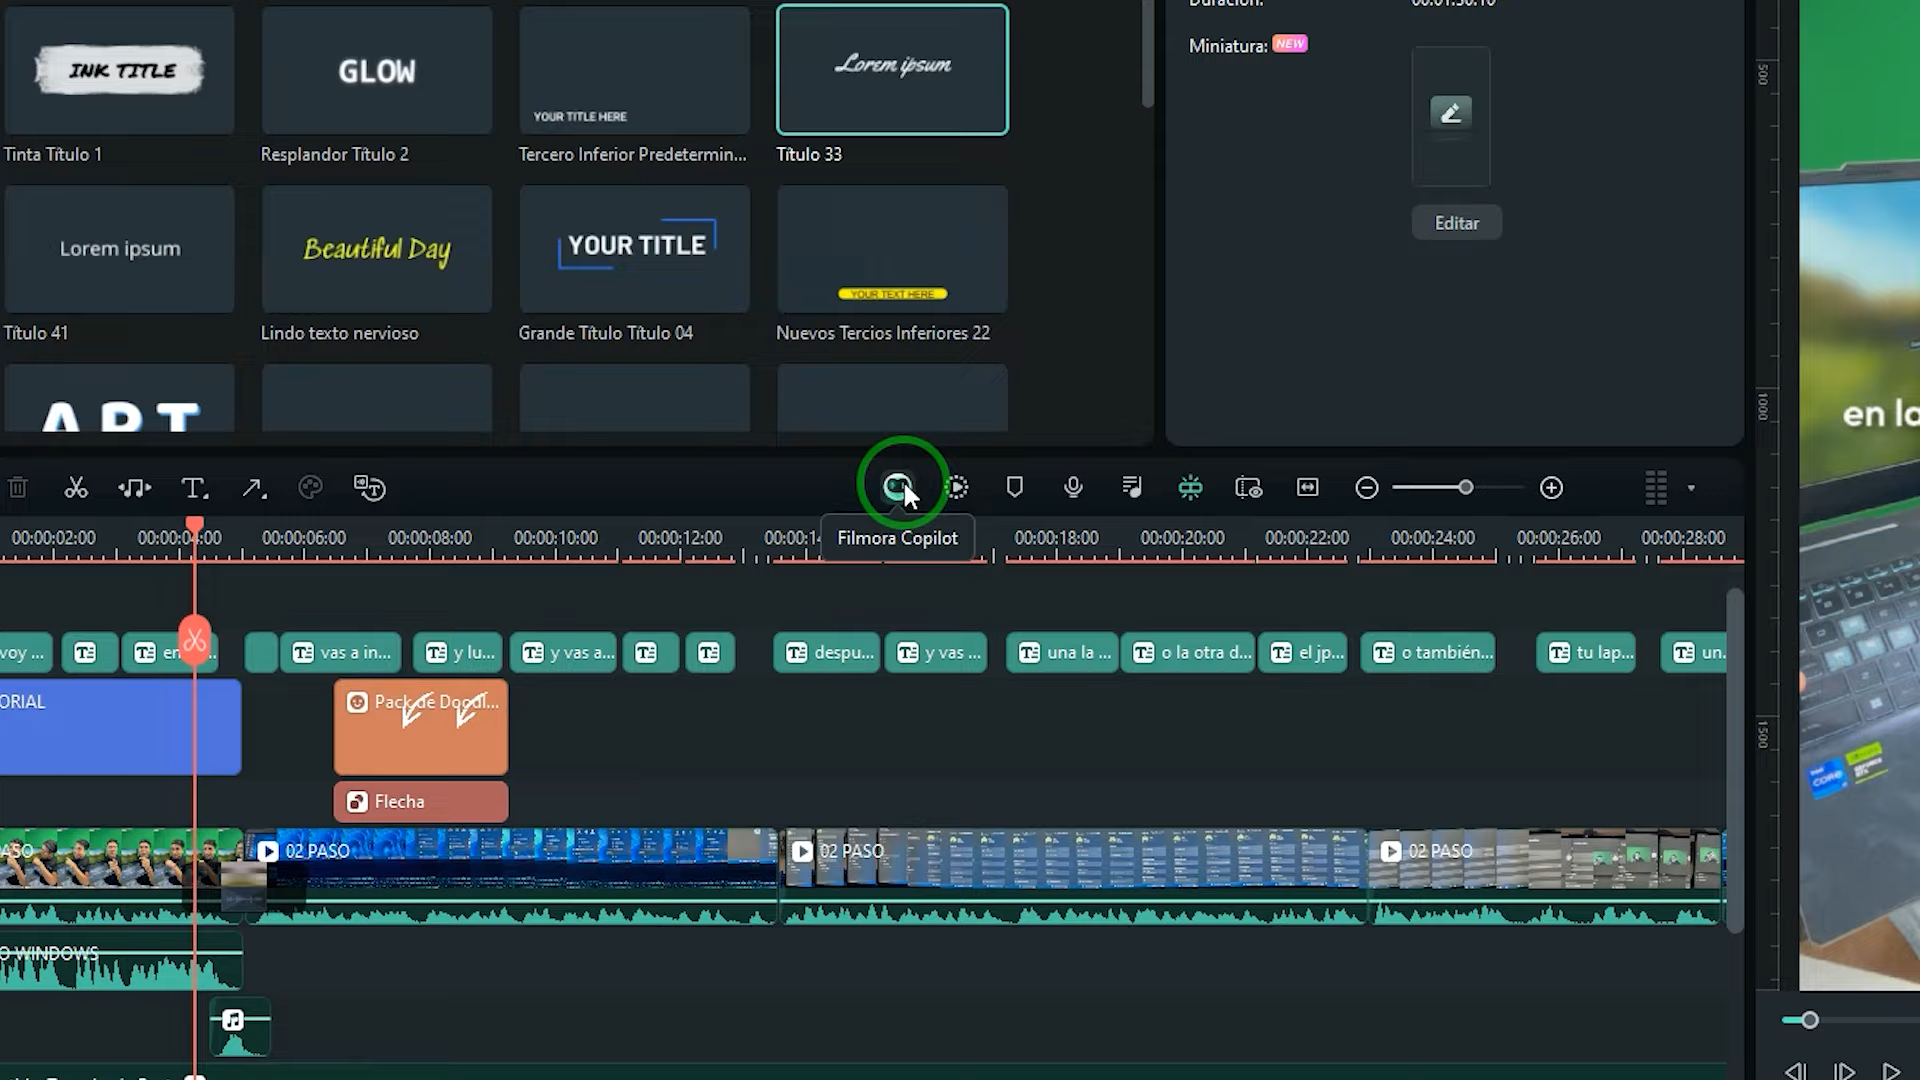 Duración:
00:01:30:10
Miniatura: NEW
Editar
INK TITLE
GLOW
YOUR TITLE HERE
Lorem ipsum
Tinta Título 1
Resplandor Título 2
Tercero Inferior Predetermin...
Título 33
Lorem ipsum
Beautiful Day
YOUR TITLE
YOUR TEXT HERE
Título 41
Lindo texto nervioso
Grande Título Título 04
Nuevos Tercios Inferiores 22
ART
500
1000
1500
en la
Filmora Copilot
00:00:02:00
00:00:04:00
00:00:06:00
00:00:08:00
00:00:10:00
00:00:12:00
00:00:14
00:00:18:00
00:00:20:00
00:00:22:00
00:00:24:00
00:00:26:00
00:00:28:00
voy ...
en ...
vas a in...
y lu...
y vas a...
despu...
y vas ...
una la ...
o la otra d...
el jp...
o también...
tu lap...
un.
ORIAL
Pack de Doodl...
Flecha
ASO
02 PASO
02 PASO
02 PASO
O WINDOWS
intel
CORE